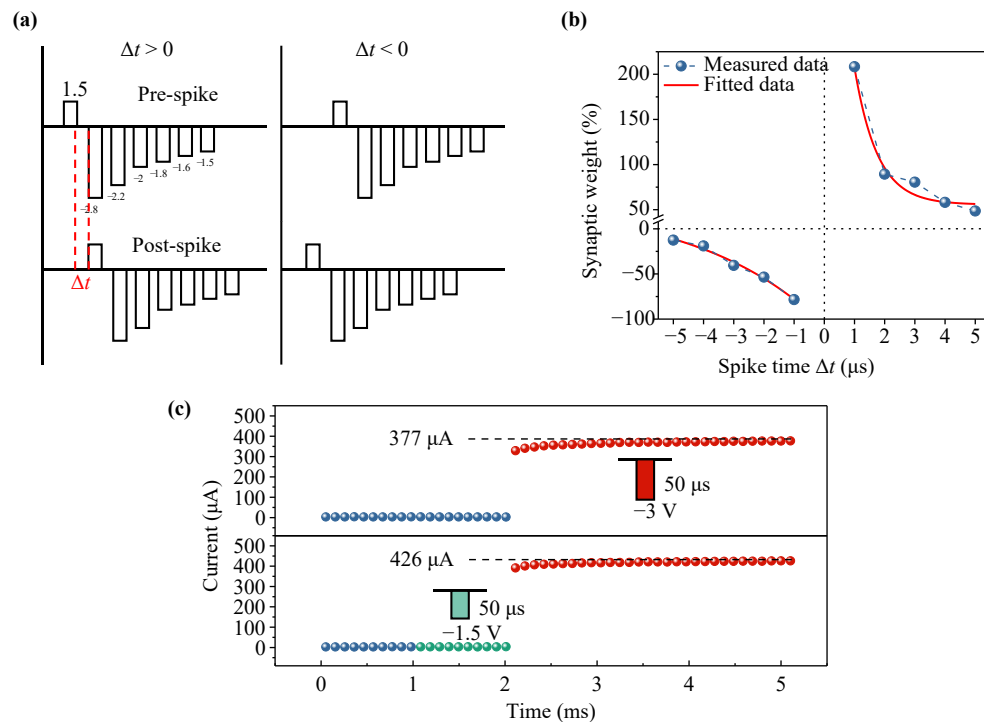 (a)
Δt > 0
Δt < 0
1.5
Pre-spike
−2.8
−2.2
−2
−1.8
−1.6
−1.5
Post-spike
Δt
(b)
Measured data
Fitted data
Synaptic weight (%)
200
150
100
50
0
−50
−100
−5 −4 −3 −2 −1 0 1 2 3 4 5
Spike time Δt (μs)
(c)
Current (μA)
500
400
300
200
100
0
377 μA
50 μs
−3 V
500
400
300
200
100
0
426 μA
50 μs
−1.5 V
0 1 2 3 4 5
Time (ms)